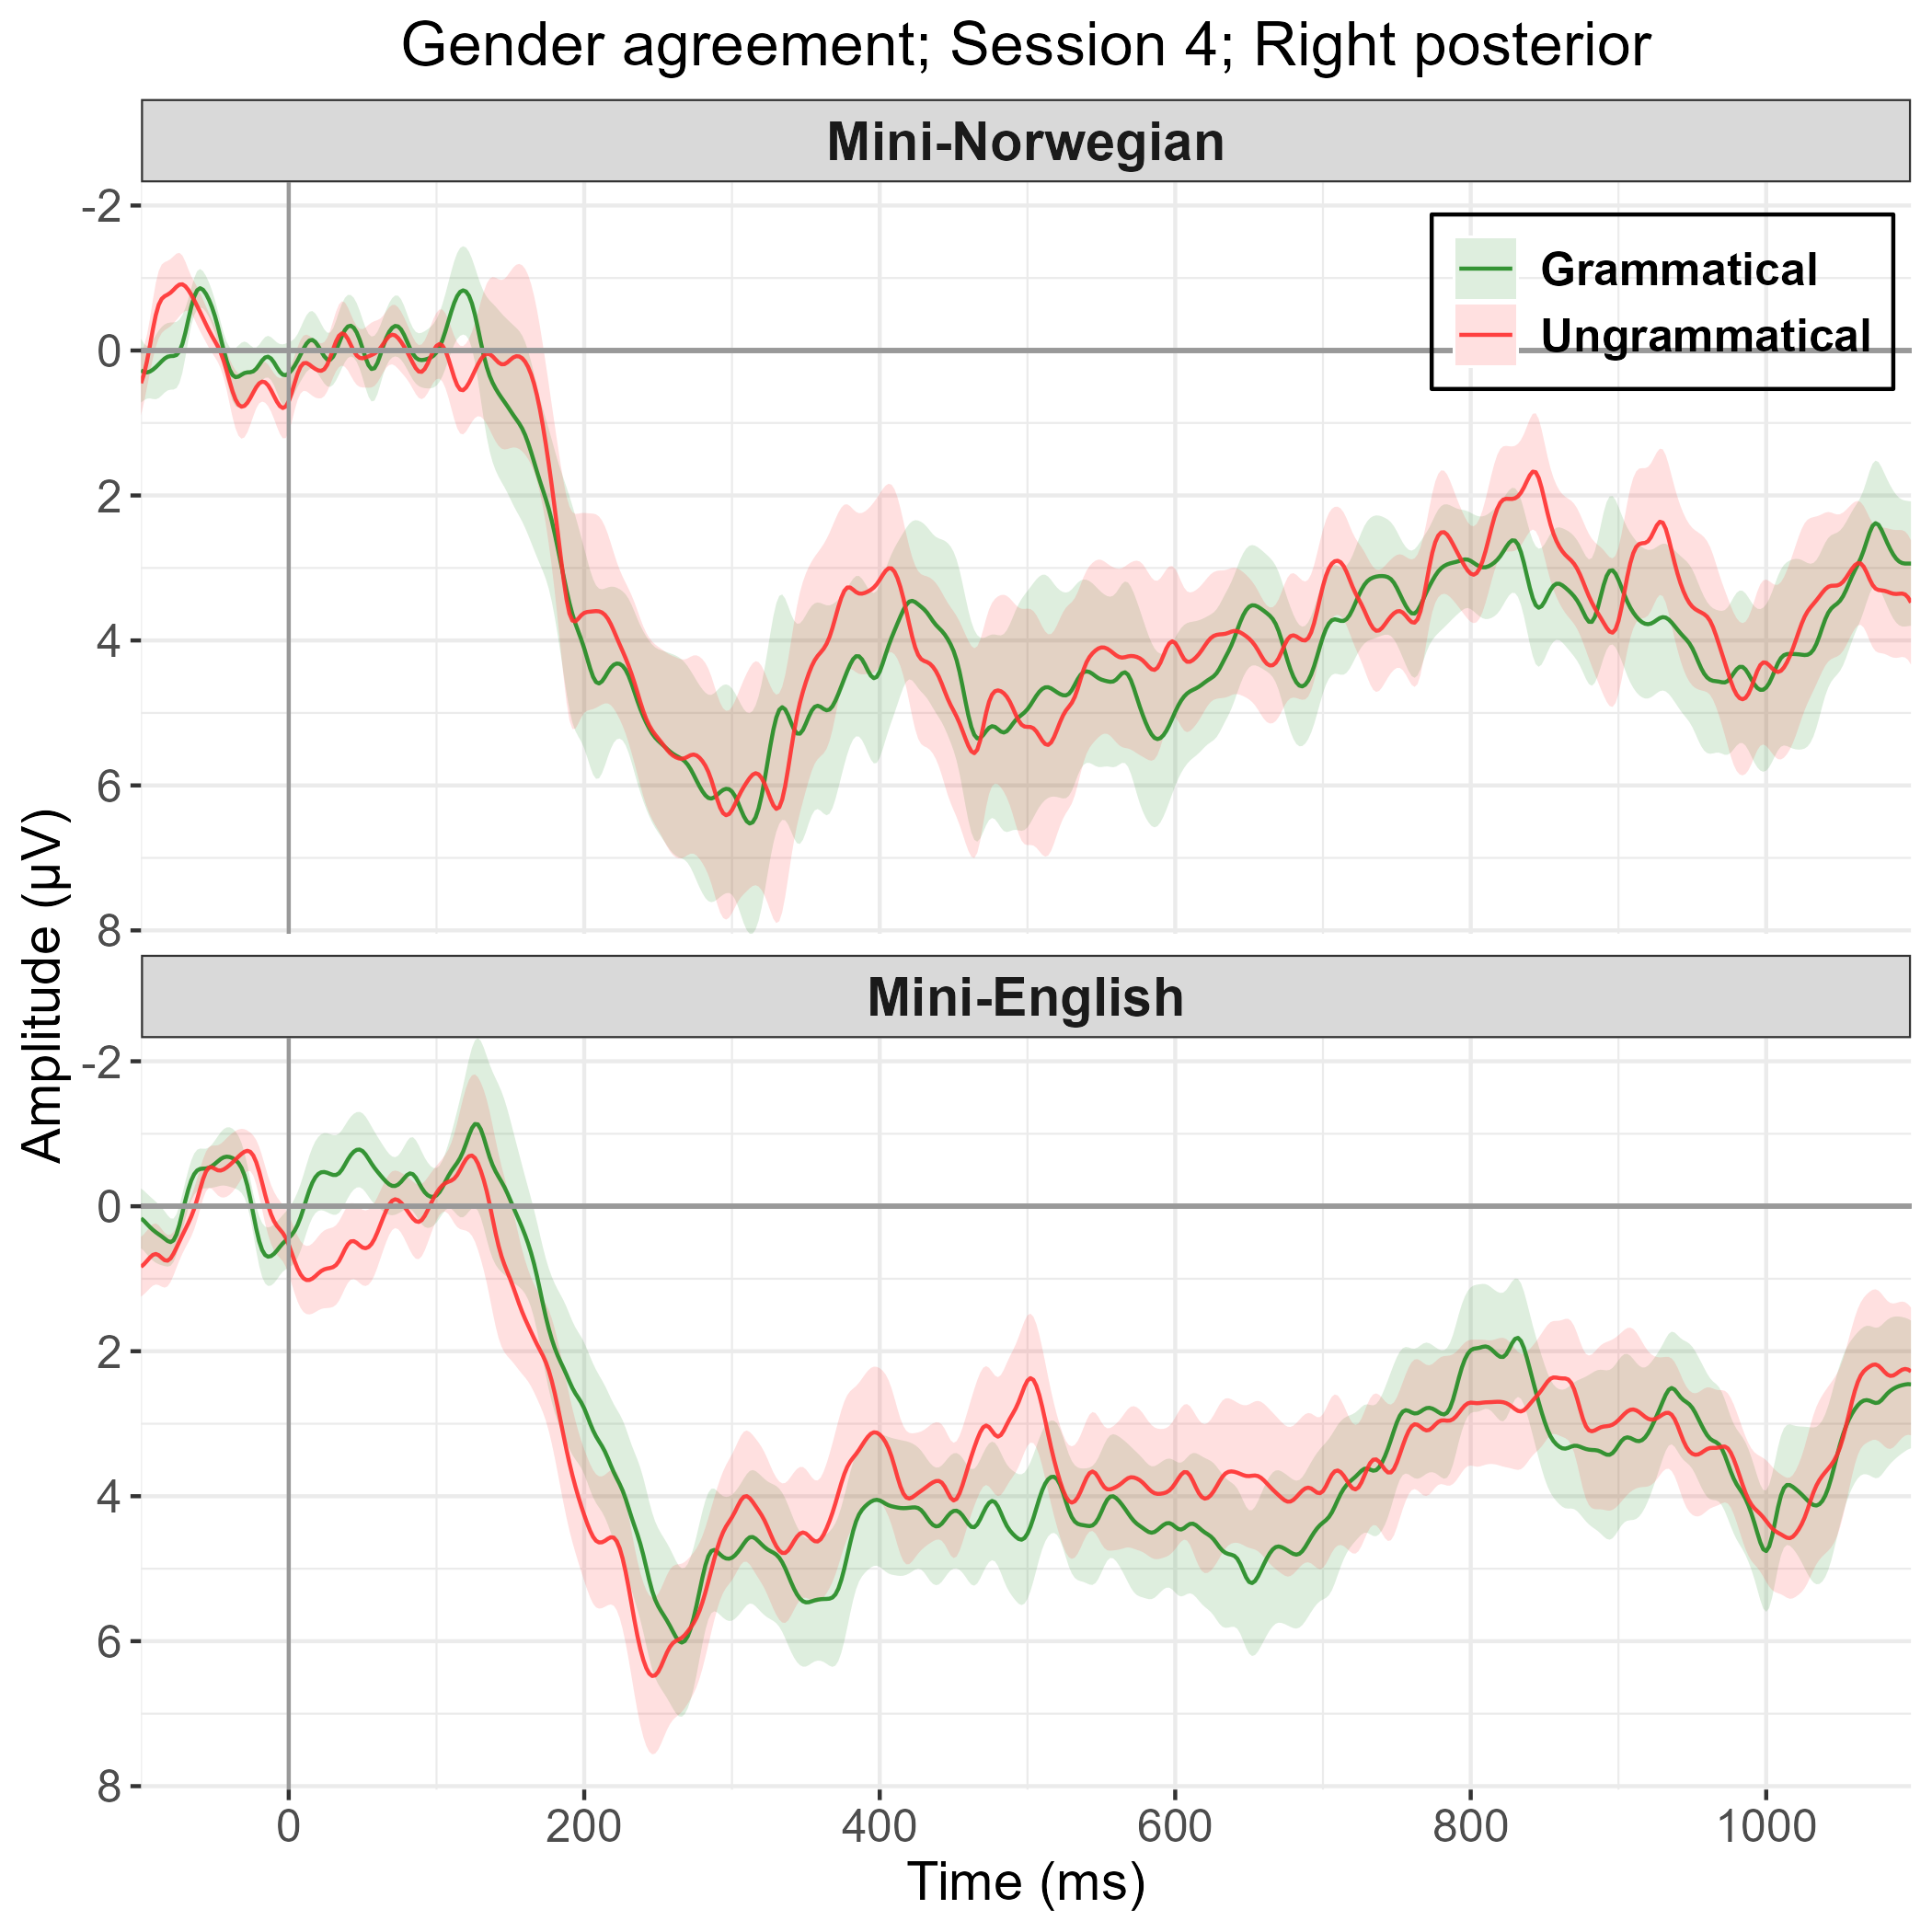 Gender agreement; Session 4; Right posterior
Mini-Norwegian
-2
0
2
4
6
8
Grammatical
Ungrammatical
Amplitude (µV)
Mini-English
-2
0
2
4
6
8
0 200 400 600 800 1000
Time (ms)